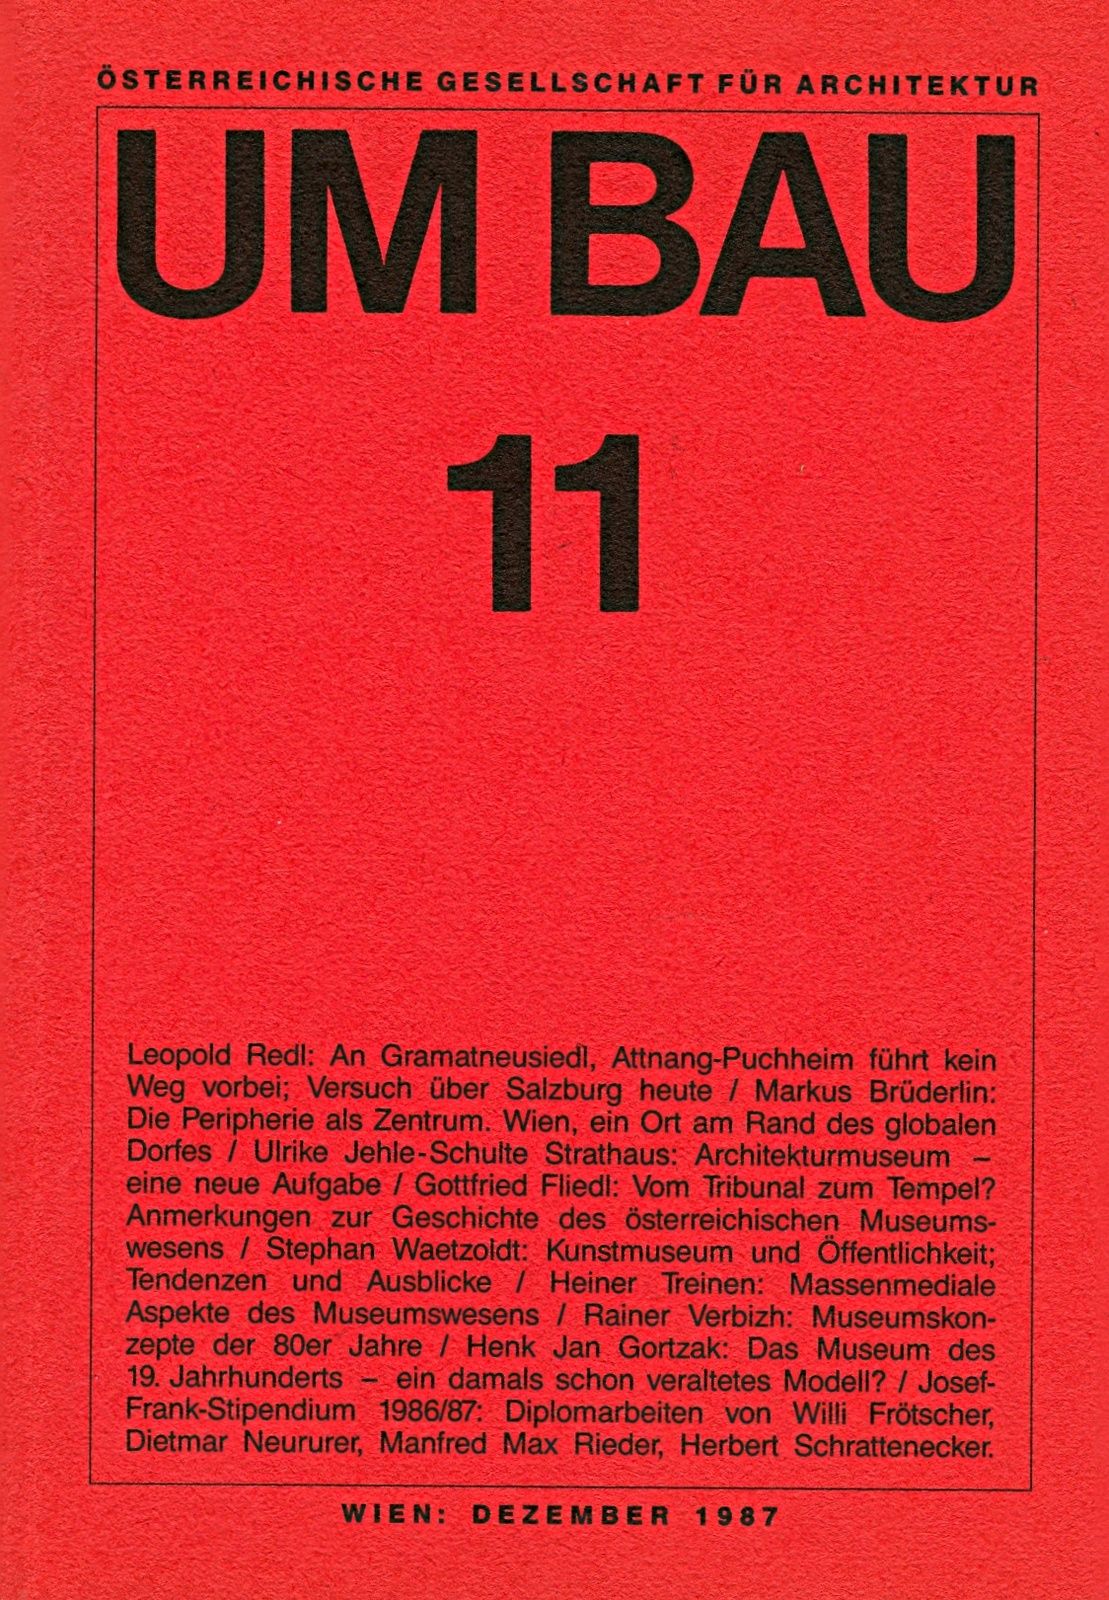 ÖSTERREICHISCHE GESELLSCHAFT FÜR ARCHITEKTUR
UM BAU
11
Leopold Redl: An Gramatneusiedl, Attnang-Puchheim führt kein
Weg vorbei; Versuch über Salzburg heute / Markus Brüderlin:
Die Peripherie als Zentrum. Wien, ein Ort am Rand des globalen
Dorfes / Ulrike Jehle-Schulte Strathaus: Architekturmuseum –
eine neue Aufgabe / Gottfried Fliedl: Vom Tribunal zum Tempel?
Anmerkungen zur Geschichte des österreichischen Museums-
wesens / Stephan Waetzoldt: Kunstmuseum und Öffentlichkeit;
Tendenzen und Ausblicke / Heiner Treinen: Massenmediale
Aspekte des Museumswesens / Rainer Verbizh: Museumskon-
zepte der 80er Jahre / Henk Jan Gortzak: Das Museum des
19. Jahrhunderts – ein damals schon veraltetes Modell? / Josef-
Frank-Stipendium 1986/87: Diplomarbeiten von Willi Frötscher,
Dietmar Neururer, Manfred Max Rieder, Herbert Schrattenecker.
WIEN: DEZEMBER 1987